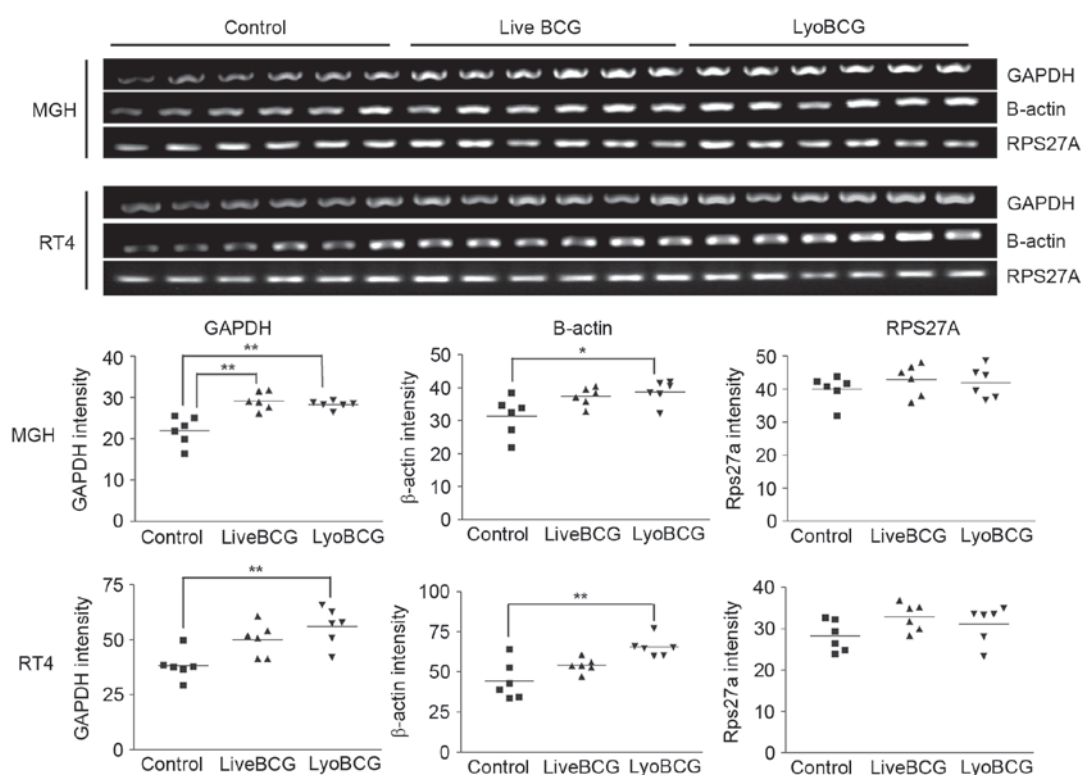 Control Live BCG LyoBCG
MGH
GAPDH
B-actin
RPS27A
RT4
GAPDH
B-actin
RPS27A
GAPDH B-actin RPS27A
MGH
GAPDH intensity
40
30
20
10
0
**
**
Control LiveBCG LyoBCG
β-actin intensity
50
40
30
20
10
0
*
Control LiveBCG LyoBCG
Rps27a intensity
50
40
30
20
10
0
Control LiveBCG LyoBCG
RT4
GAPDH intensity
75
50
25
0
**
Control LiveBCG LyoBCG
β-actin intensity
100
75
50
25
0
**
Control LiveBCG LyoBCG
Rps27a intensity
40
30
20
10
0
Control LiveBCG LyoBCG